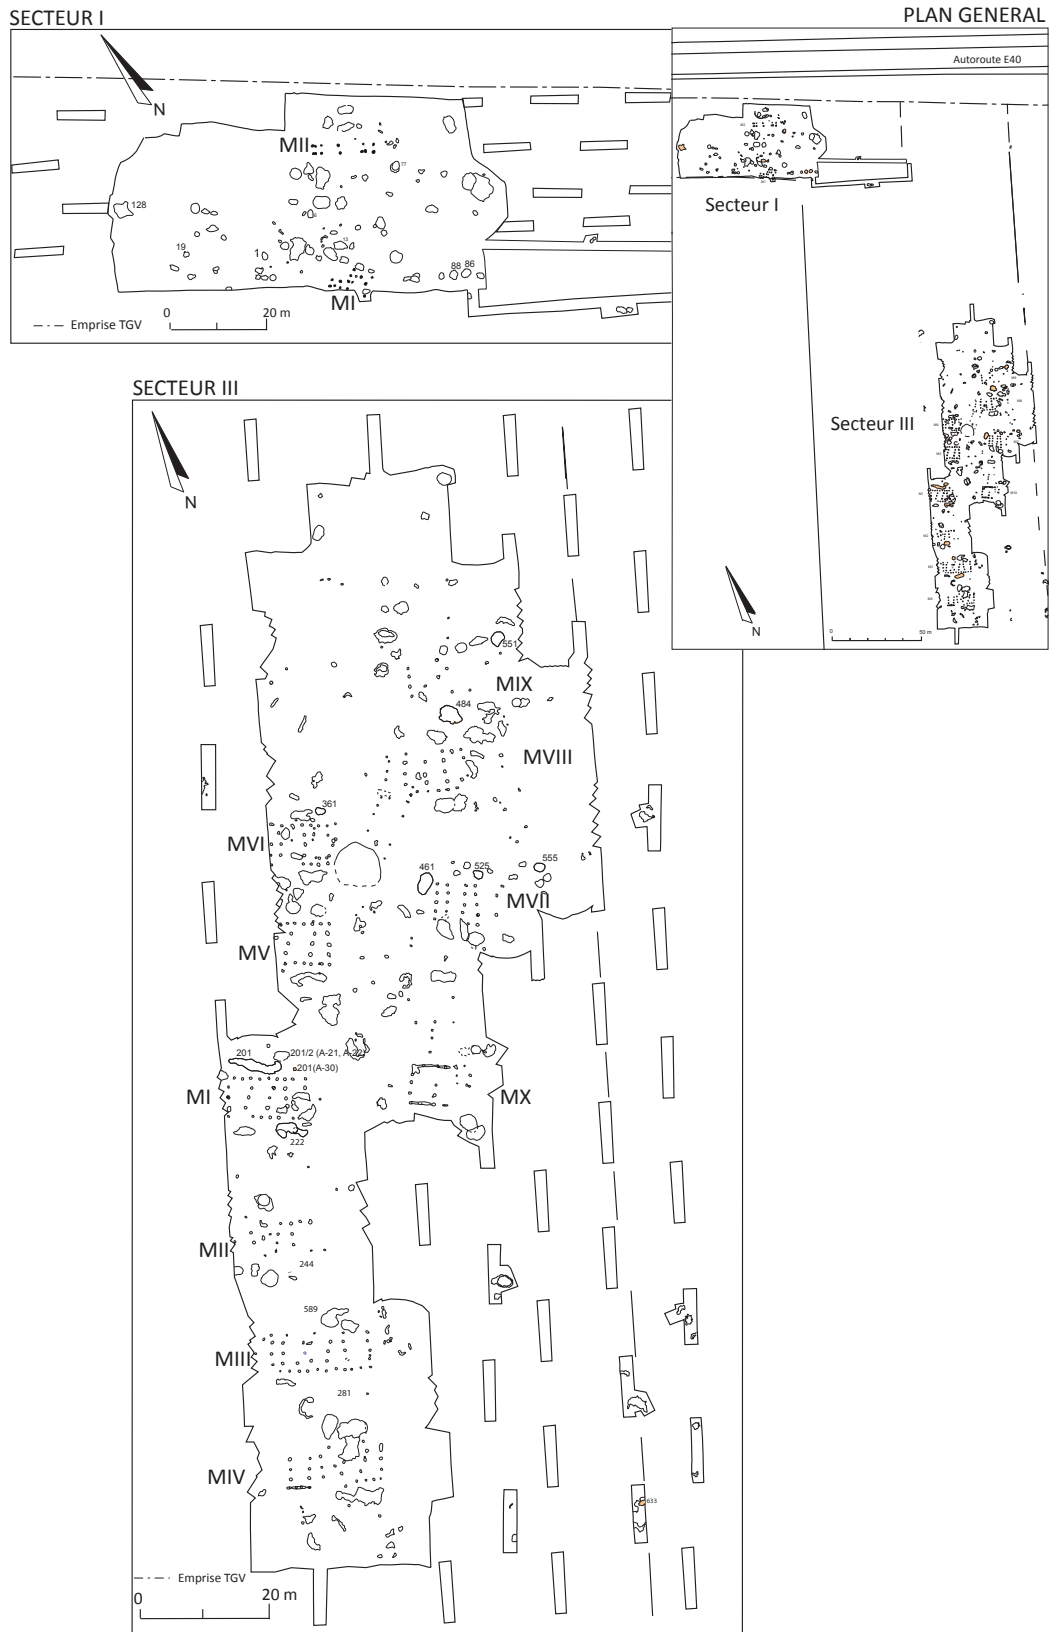 SECTEUR I
N
MII
77
128
13
19
1
88 86
MI
0 20 m
Emprise TGV
PLAN GENERAL
Autoroute E40
Secteur I
Secteur III
N
0 50 m
SECTEUR III
N
551
MIX
484
MVIII
361
MVI
461
525
555
MVII
MV
201
201/2 (A-21, A-22)
201(A-30)
MI
MX
222
MII
244
589
MIII
281
MIV
633
Emprise TGV
0 20 m